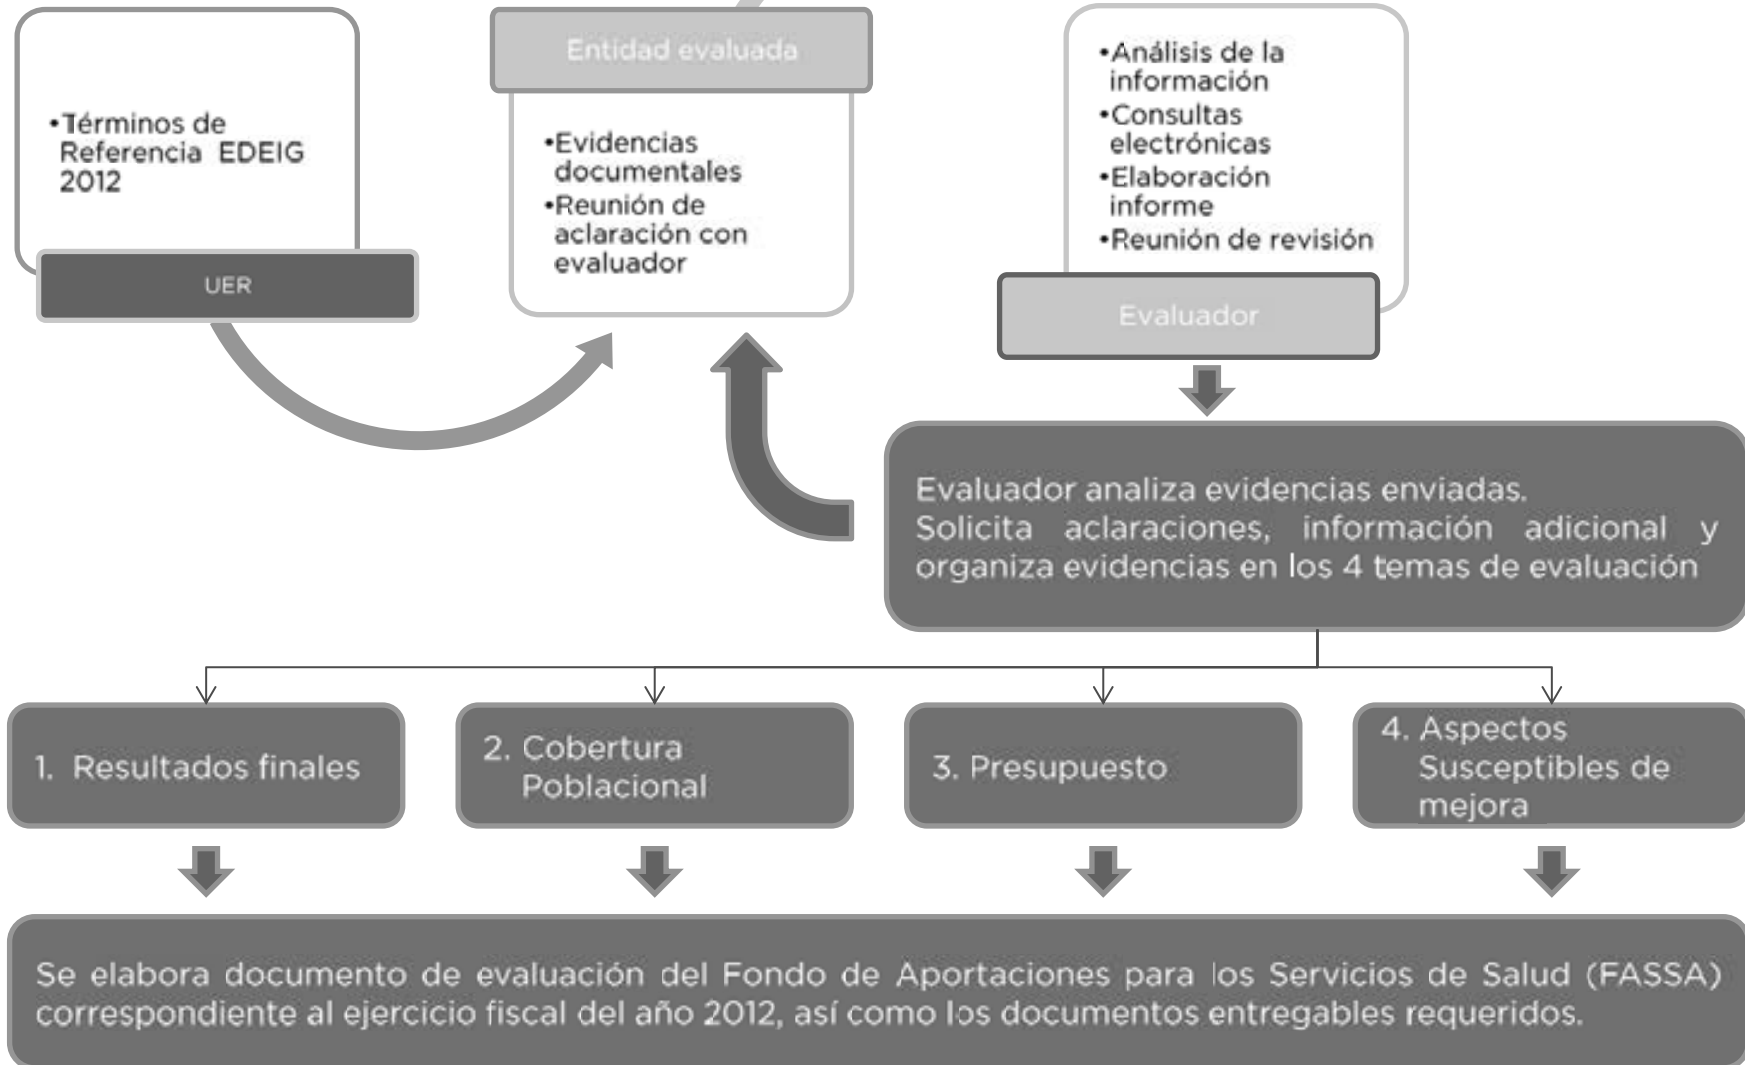 •Términos de
Referencia EDEIG
2012
UER
Entidad evaluada
•Evidencias
documentales
•Reunión de
aclaración con
evaluador
•Análisis de la
información
•Consultas
electrónicas
•Elaboración
informe
•Reunión de revisión
Evaluador
Evaluador analiza evidencias enviadas.
Solicita aclaraciones, información adicional y
organiza evidencias en los 4 temas de evaluación
1. Resultados finales
2. Cobertura
Poblacional
3. Presupuesto
4. Aspectos
Susceptibles de
mejora
Se elabora documento de evaluación del Fondo de Aportaciones para los Servicios de Salud (FASSA)
correspondiente al ejercicio fiscal del año 2012, así como los documentos entregables requeridos.